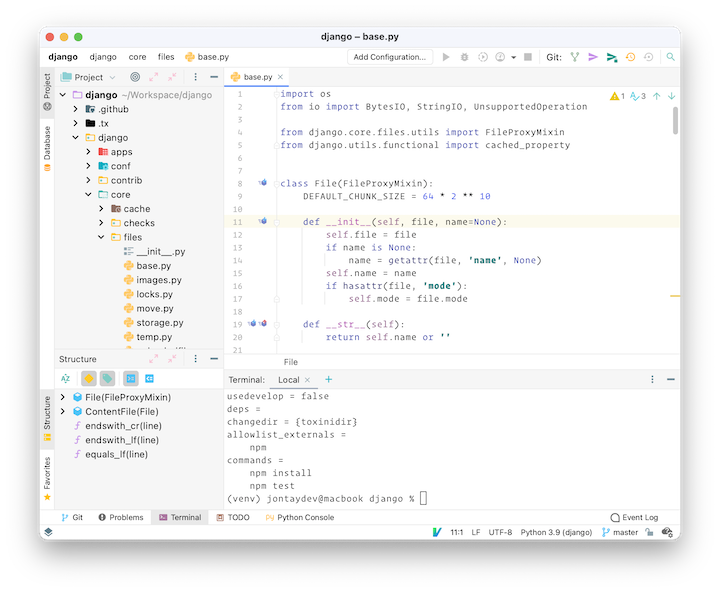 django – base.py
django django core files base.py
Add Configuration... Git:
Project
Project
base.py
django ~/Workspace/django
.github
.tx
django
apps
conf
contrib
core
cache
checks
files
__init__.py
base.py
images.py
locks.py
move.py
storage.py
temp.py
Database
1 import os
2 from io import BytesIO, StringIO, UnsupportedOperation
3
4 from django.core.files.utils import FileProxyMixin
5 from django.utils.functional import cached_property
6
7
8 class File(FileProxyMixin):
9 DEFAULT_CHUNK_SIZE = 64 * 2 ** 10
10
11 def __init__(self, file, name=None):
12 self.file = file
13 if name is None:
14 name = getattr(file, 'name', None)
15 self.name = name
16 if hasattr(file, 'mode'):
17 self.mode = file.mode
18
19 def __str__(self):
20 return self.name or ''
21
1 3
File
Structure
File(FileProxyMixin)
ContentFile(File)
endswith_cr(line)
endswith_lf(line)
equals_lf(line)
Structure
Favorites
Terminal: Local
usedevelop = false
deps =
changedir = {toxinidir}
allowlist_externals =
npm
commands =
npm install
npm test
(venv) jontaydev@macbook django %
Git Problems Terminal TODO Python Console Event Log
11:1 LF UTF-8 Python 3.9 (django) master